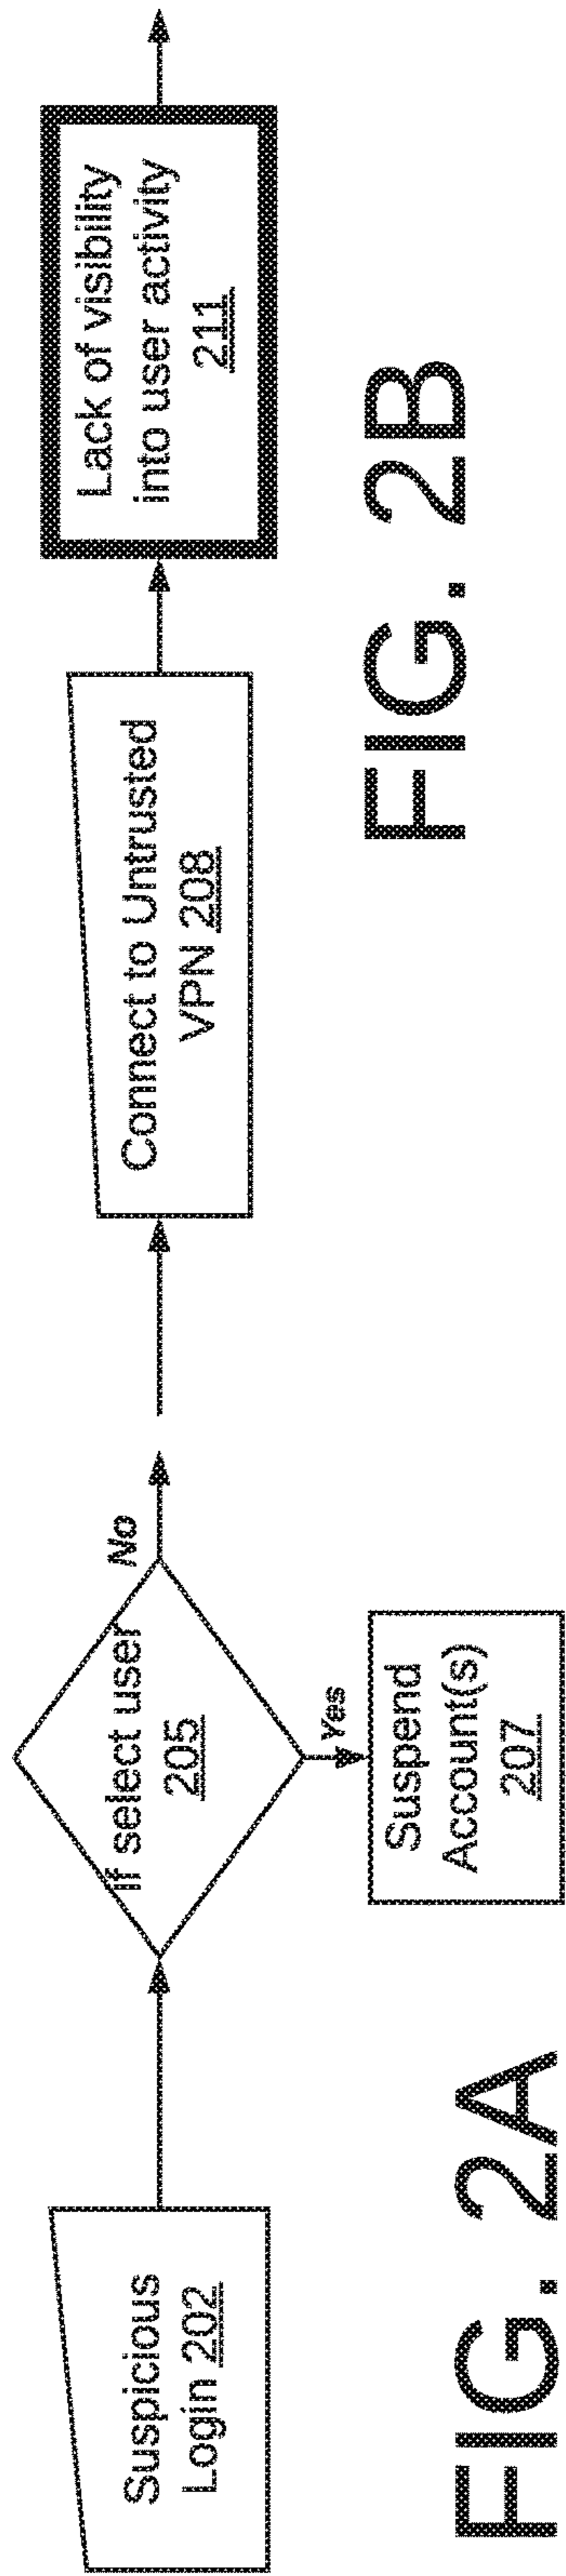 Suspicious
Login 202
if select user
205
No
Yes
Suspend
Account(s)
207
FIG. 2A
Connect to Untrusted
VPN 208
Lack of visibility
into user activity
211
FIG. 2B